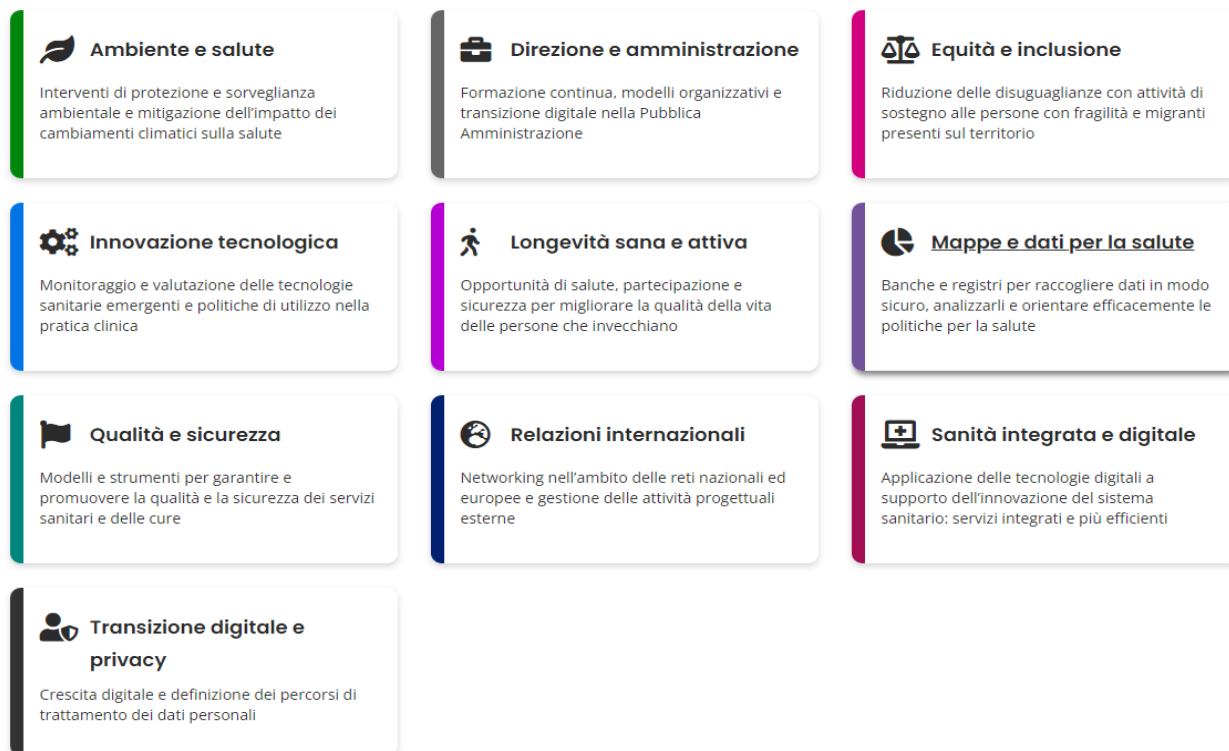 Ambiente e salute
Interventi di protezione e sorveglianza
ambientale e mitigazione dell'impatto dei
cambiamenti climatici sulla salute
Direzione e amministrazione
Formazione continua, modelli organizzativi e
transizione digitale nella Pubblica
Amministrazione
Equità e inclusione
Riduzione delle disuguaglianze con attività di
sostegno alle persone con fragilità e migranti
presenti sul territorio
Innovazione tecnologica
Monitoraggio e valutazione delle tecnologie
sanitarie emergenti e politiche di utilizzo nella
pratica clinica
Longevità sana e attiva
Opportunità di salute, partecipazione e
sicurezza per migliorare la qualità della vita
delle persone che invecchiano
Mappe e dati per la salute
Banche e registri per raccogliere dati in modo
sicuro, analizzarli e orientare efficacemente le
politiche per la salute
Qualità e sicurezza
Modelli e strumenti per garantire e
promuovere la qualità e la sicurezza dei servizi
sanitari e delle cure
Relazioni internazionali
Networking nell'ambito delle reti nazionali ed
europee e gestione delle attività progettuali
esterne
Sanità integrata e digitale
Applicazione delle tecnologie digitali a
supporto dell'innovazione del sistema
sanitario: servizi integrati e più efficienti
Transizione digitale e
privacy
Crescita digitale e definizione dei percorsi di
trattamento dei dati personali